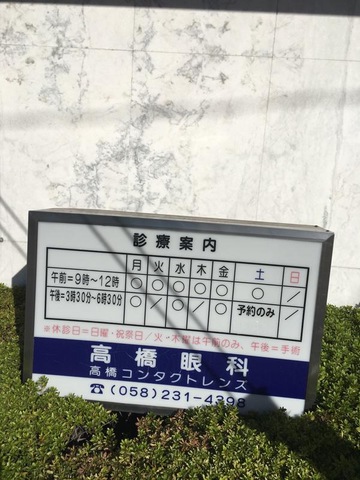 診療案内
月 火 水 木 金 土 日
午前=9時〜12時 ○ ○ ○ ○ ○ ○ /
午後=3時30分〜6時30分 ○ / ○ / ○ 予約のみ /
※休診日=日曜・祝祭日/火・木曜は午前のみ、午後=手術
高橋眼科
高橋コンタクトレンズ
☎(058)231-4398